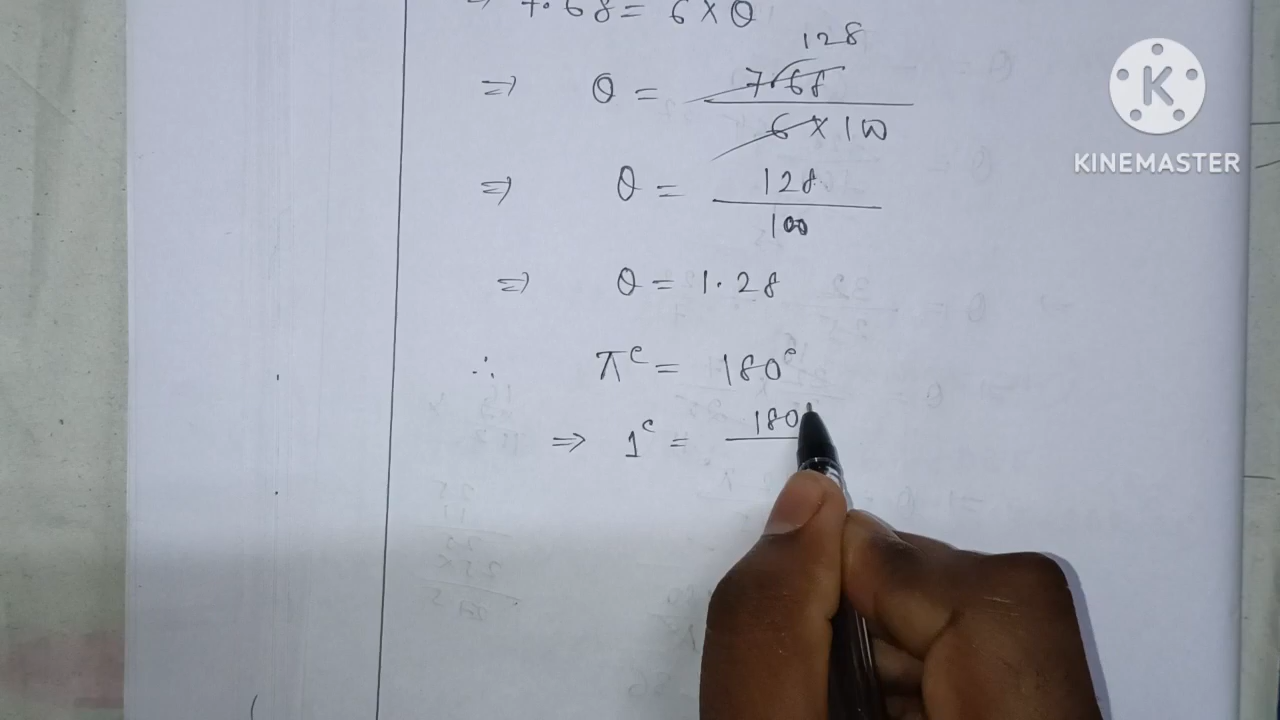 ⇒ 7.68 = 6 × θ
128
⇒ θ = 7.68 / 6 × 100
⇒ θ = 128 / 100
⇒ θ = 1.28
∴ π^c = 180°
⇒ 1^c = 180
K
KINEMASTER